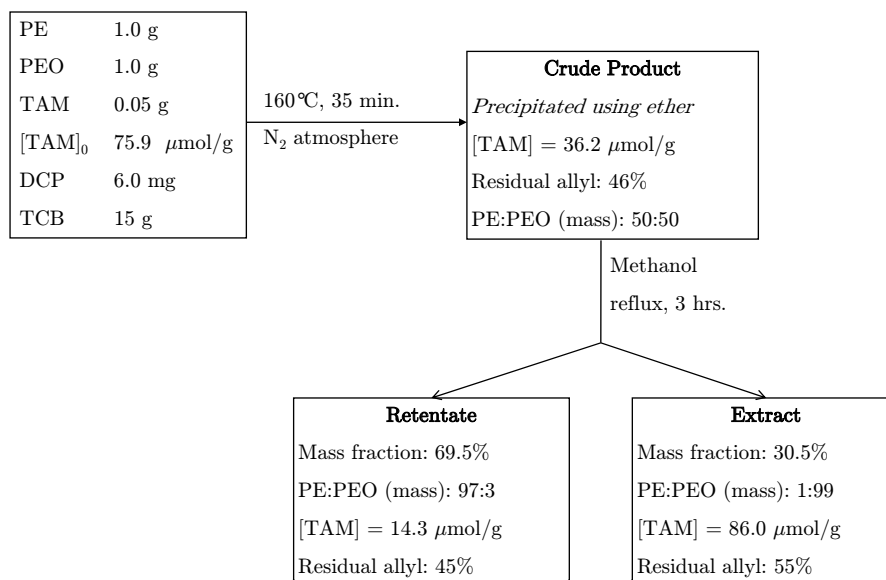 PE 1.0 g
PEO 1.0 g
TAM 0.05 g
[TAM]₀ 75.9 μmol/g
DCP 6.0 mg
TCB 15 g
160℃, 35 min.
N₂ atmosphere
Crude Product
Precipitated using ether
[TAM] = 36.2 μmol/g
Residual allyl: 46%
PE:PEO (mass): 50:50
Methanol
reflux, 3 hrs.
Retentate
Mass fraction: 69.5%
PE:PEO (mass): 97:3
[TAM] = 14.3 μmol/g
Residual allyl: 45%
Extract
Mass fraction: 30.5%
PE:PEO (mass): 1:99
[TAM] = 86.0 μmol/g
Residual allyl: 55%